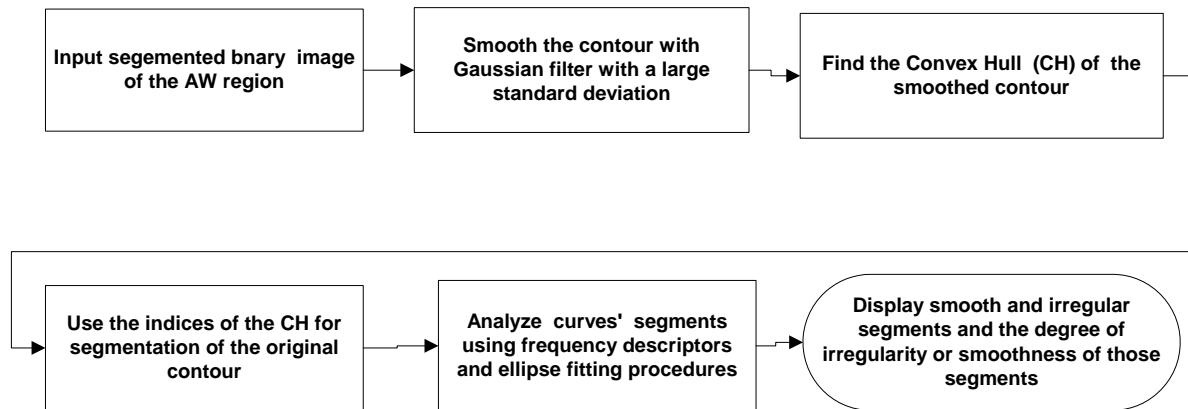 Input segemented bnary image
of the AW region
Smooth the contour with
Gaussian filter with a large
standard deviation
Find the Convex Hull (CH) of the
smoothed contour
Use the indices of the CH for
segmentation of the original
contour
Analyze curves' segments
using frequency descriptors
and ellipse fitting procedures
Display smooth and irregular
segments and the degree of
irregularity or smoothness of those
segments